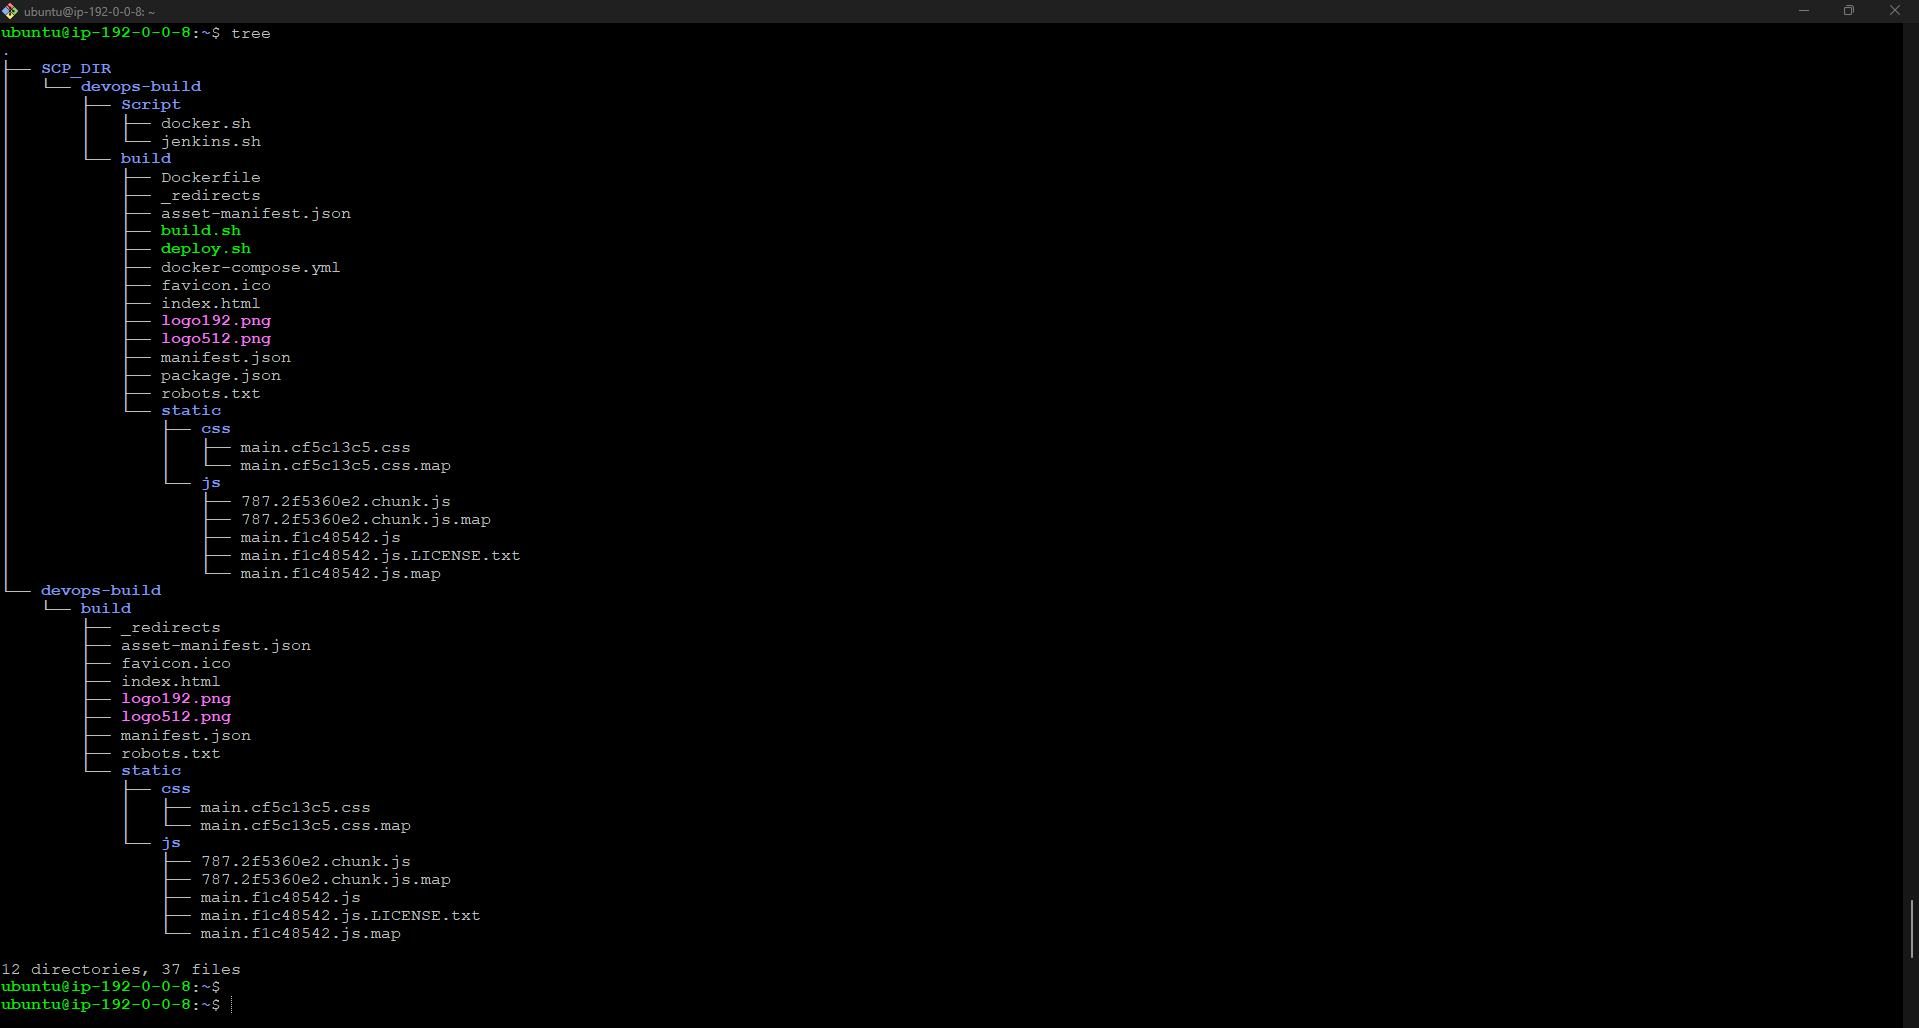 ubuntu@ip-192-0-0-8: ~
ubuntu@ip-192-0-0-8:~$ tree
.
├── SCP_DIR
│   └── devops-build
│       ├── Script
│       │   ├── docker.sh
│       │   └── jenkins.sh
│       └── build
│           ├── Dockerfile
│           ├── _redirects
│           ├── asset-manifest.json
│           ├── build.sh
│           ├── deploy.sh
│           ├── docker-compose.yml
│           ├── favicon.ico
│           ├── index.html
│           ├── logo192.png
│           ├── logo512.png
│           ├── manifest.json
│           ├── package.json
│           ├── robots.txt
│           └── static
│               ├── css
│               │   ├── main.cf5c13c5.css
│               │   └── main.cf5c13c5.css.map
│               └── js
│                   ├── 787.2f5360e2.chunk.js
│                   ├── 787.2f5360e2.chunk.js.map
│                   ├── main.f1c48542.js
│                   ├── main.f1c48542.js.LICENSE.txt
│                   └── main.f1c48542.js.map
└── devops-build
    └── build
        ├── _redirects
        ├── asset-manifest.json
        ├── favicon.ico
        ├── index.html
        ├── logo192.png
        ├── logo512.png
        ├── manifest.json
        ├── robots.txt
        └── static
            ├── css
            │   ├── main.cf5c13c5.css
            │   └── main.cf5c13c5.css.map
            └── js
                ├── 787.2f5360e2.chunk.js
                ├── 787.2f5360e2.chunk.js.map
                ├── main.f1c48542.js
                ├── main.f1c48542.js.LICENSE.txt
                └── main.f1c48542.js.map
12 directories, 37 files
ubuntu@ip-192-0-0-8:~$
ubuntu@ip-192-0-0-8:~$